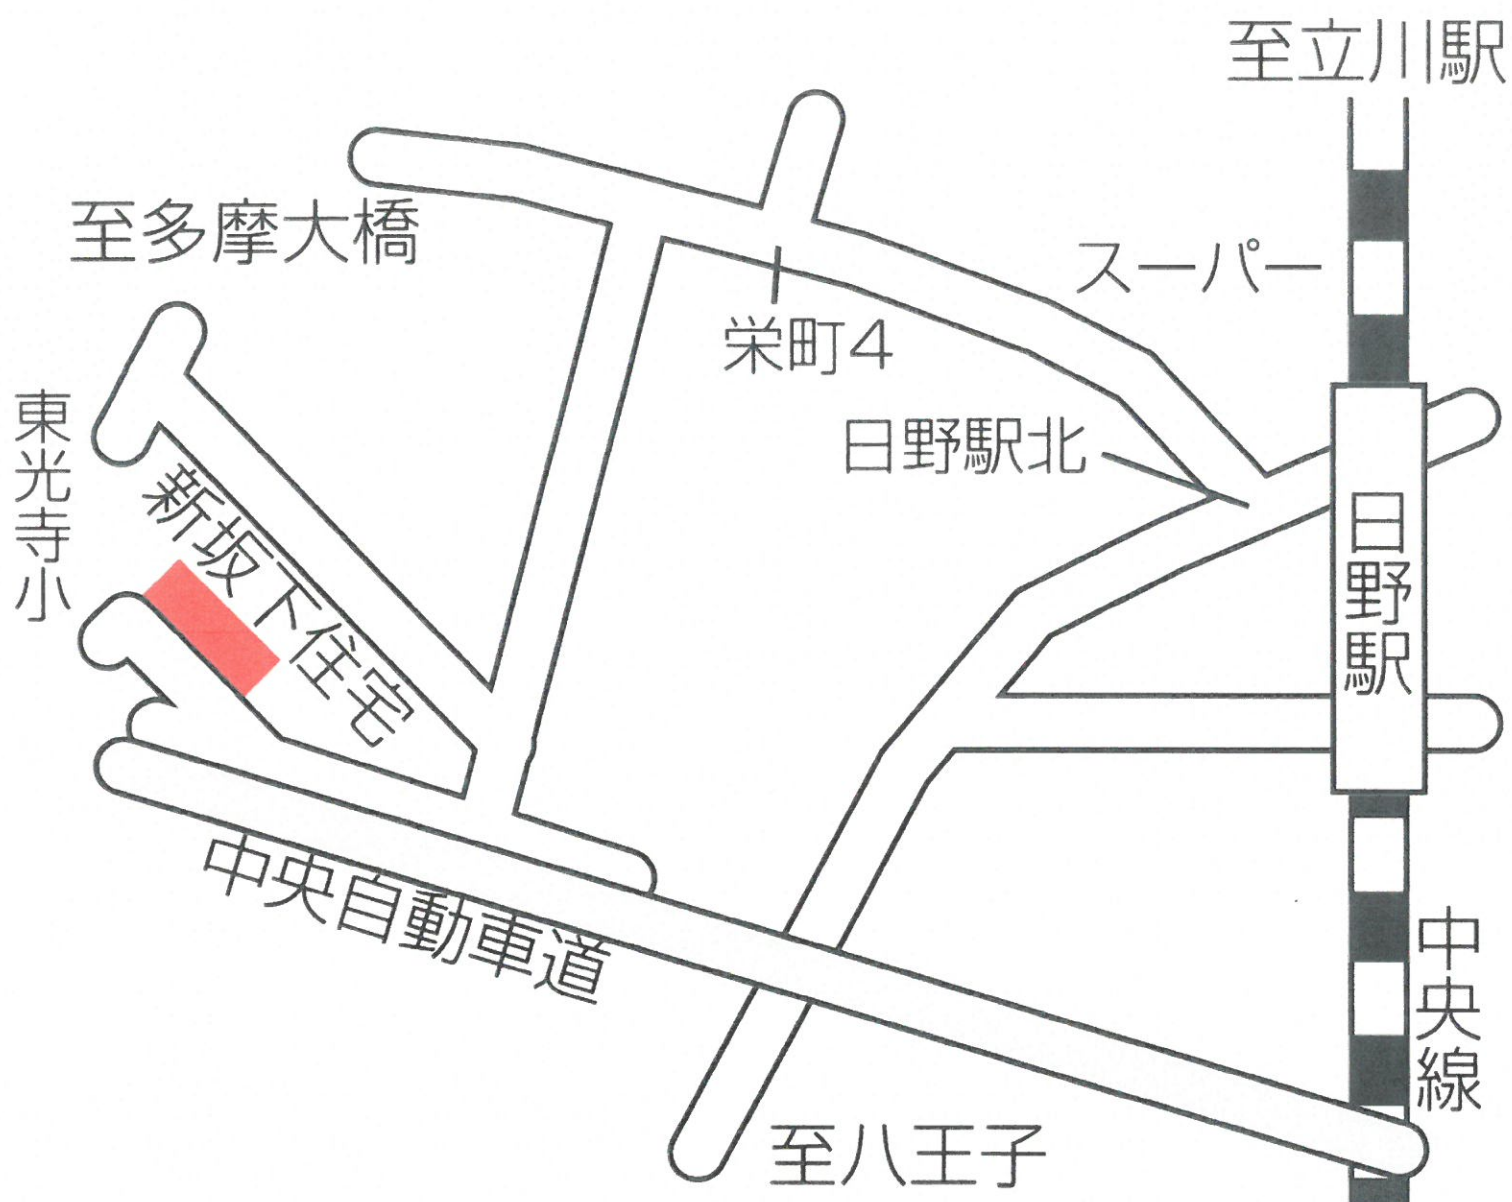 至立川駅
至多摩大橋
スーパー
栄町4
日野駅北
東光寺小
新坂下住宅
日野駅
中央自動車道
中央線
至八王子